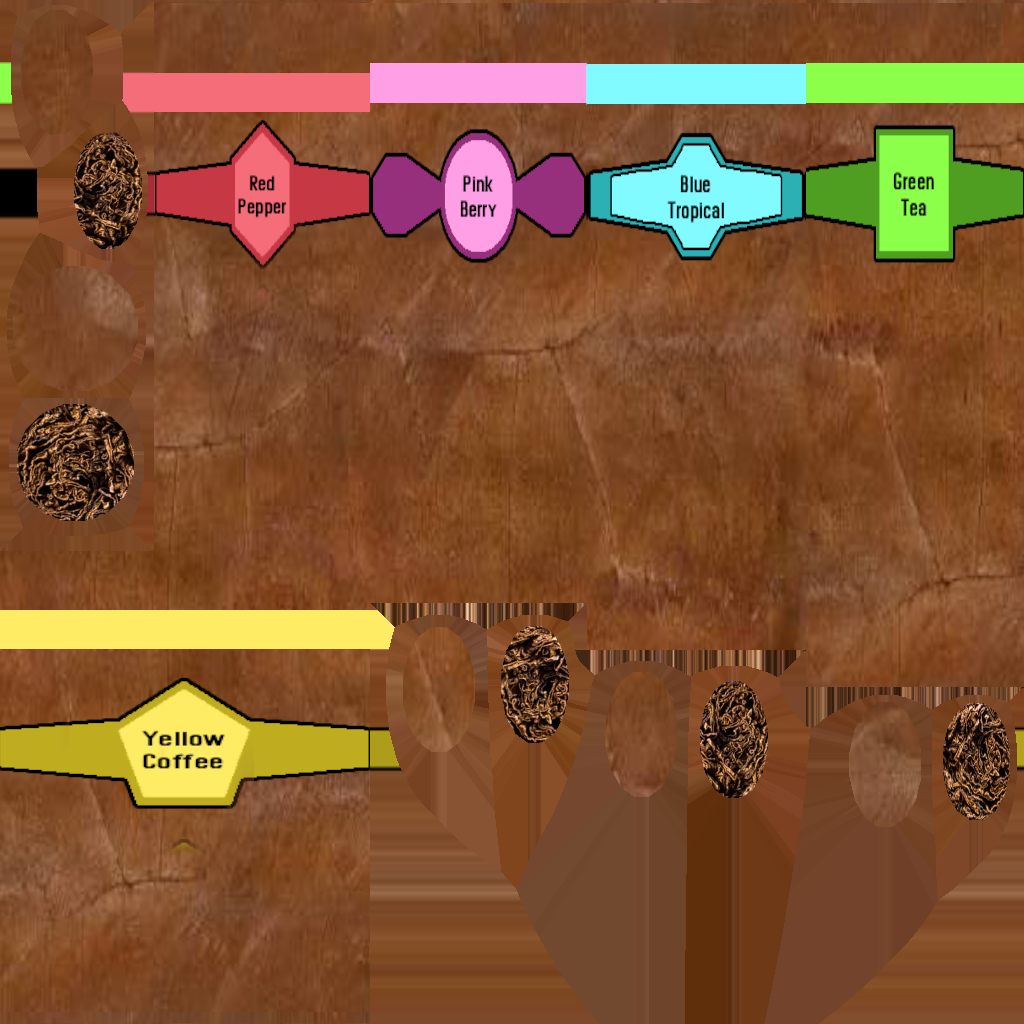 Red
Pepper
Pink
Berry
Blue
Tropical
Green
Tea
Yellow
Coffee